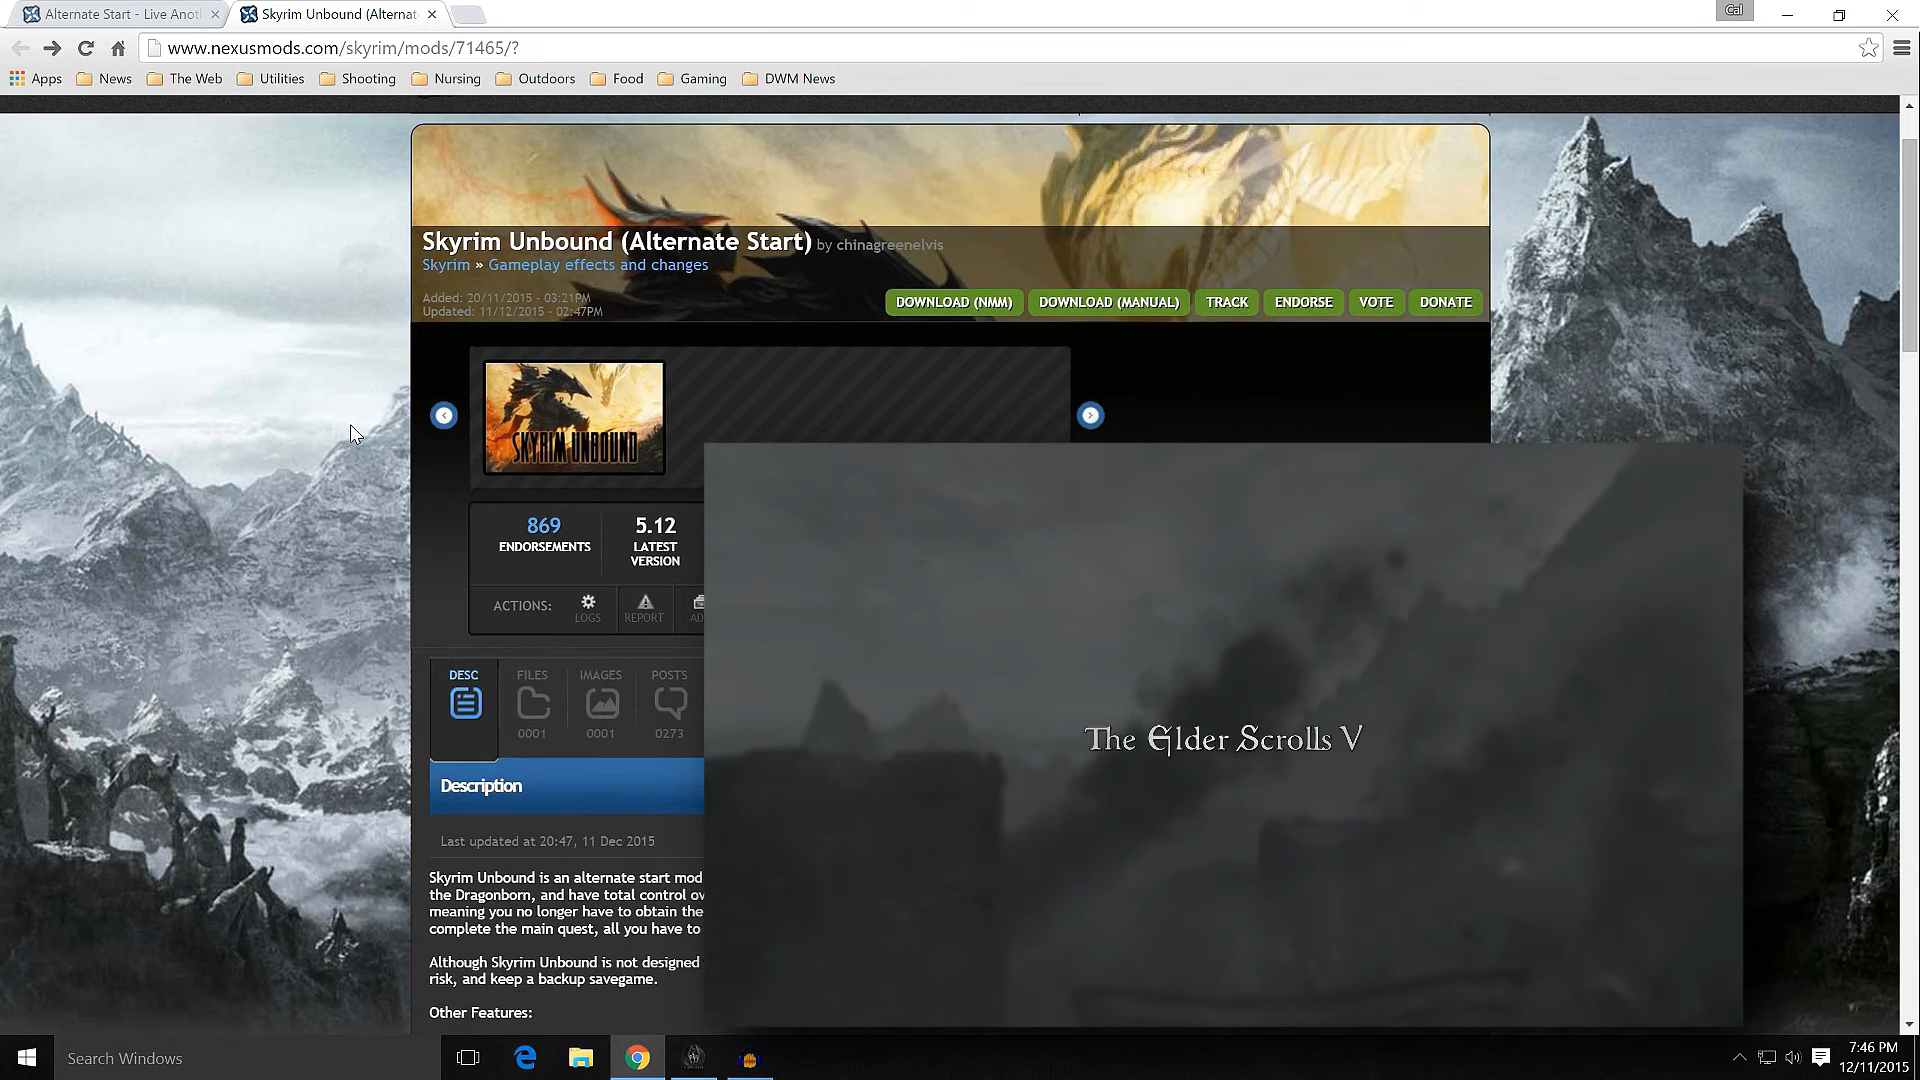 Alternate Start - Live Anot
Skyrim Unbound (Alternat
Cal
www.nexusmods.com/skyrim/mods/71465/?
Apps
News
The Web
Utilities
Shooting
Nursing
Outdoors
Food
Gaming
DWM News
Skyrim Unbound (Alternate Start) by chinagreenelvis
Skyrim » Gameplay effects and changes
Added: 20/11/2015 - 03:21PM
Updated: 11/12/2015 - 02:47PM
DOWNLOAD (NMM)
DOWNLOAD (MANUAL)
TRACK
ENDORSE
VOTE
DONATE
SKYRIM UNBOUND
869
ENDORSEMENTS
5.12
LATEST
VERSION
ACTIONS:
LOGS
REPORT
AD
DESC
FILES
0001
IMAGES
0001
POSTS
0273
Description
Last updated at 20:47, 11 Dec 2015
Skyrim Unbound is an alternate start mod
the Dragonborn, and have total control ov
meaning you no longer have to obtain the
complete the main quest, all you have to
Although Skyrim Unbound is not designed
risk, and keep a backup savegame.
Other Features:
The Elder Scrolls V
Search Windows
7:46 PM
12/11/2015